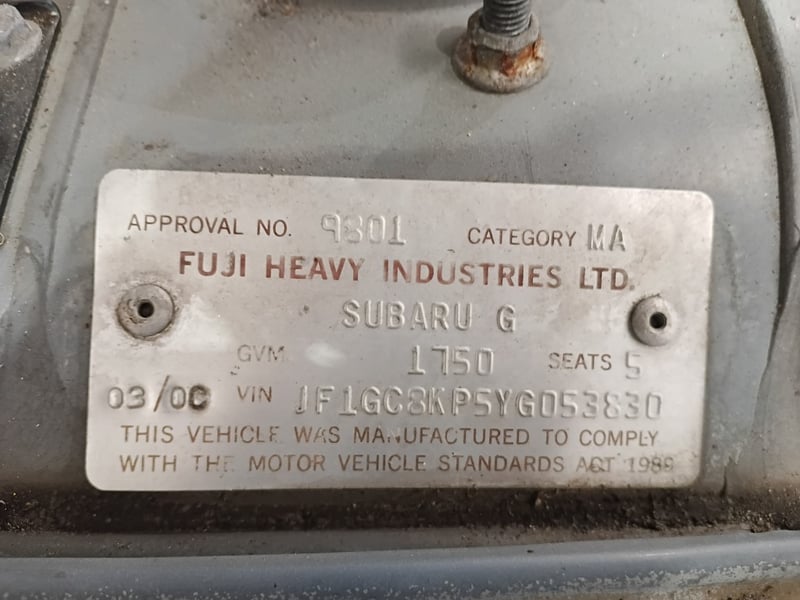 APPROVAL NO. 9801 CATEGORY MA
FUJI HEAVY INDUSTRIES LTD.
SUBARU G
GVM 1750 SEATS 5
03/00 VIN JF1GC8KP5YG053830
THIS VEHICLE WAS MANUFACTURED TO COMPLY
WITH THE MOTOR VEHICLE STANDARDS ACT 1989